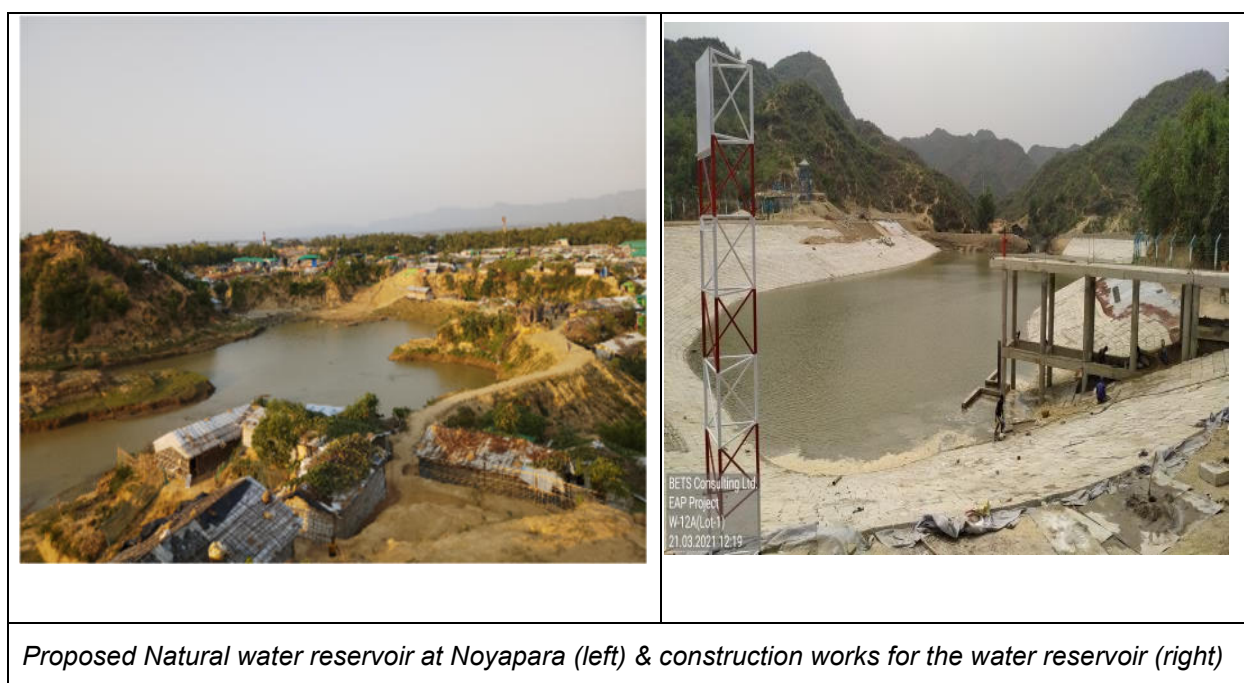 BETS Consulting Ltd.
EAP Project
W-12A(Lot-1)
21.03.2021 12:19
Proposed Natural water reservoir at Noyapara (left) & construction works for the water reservoir (right)